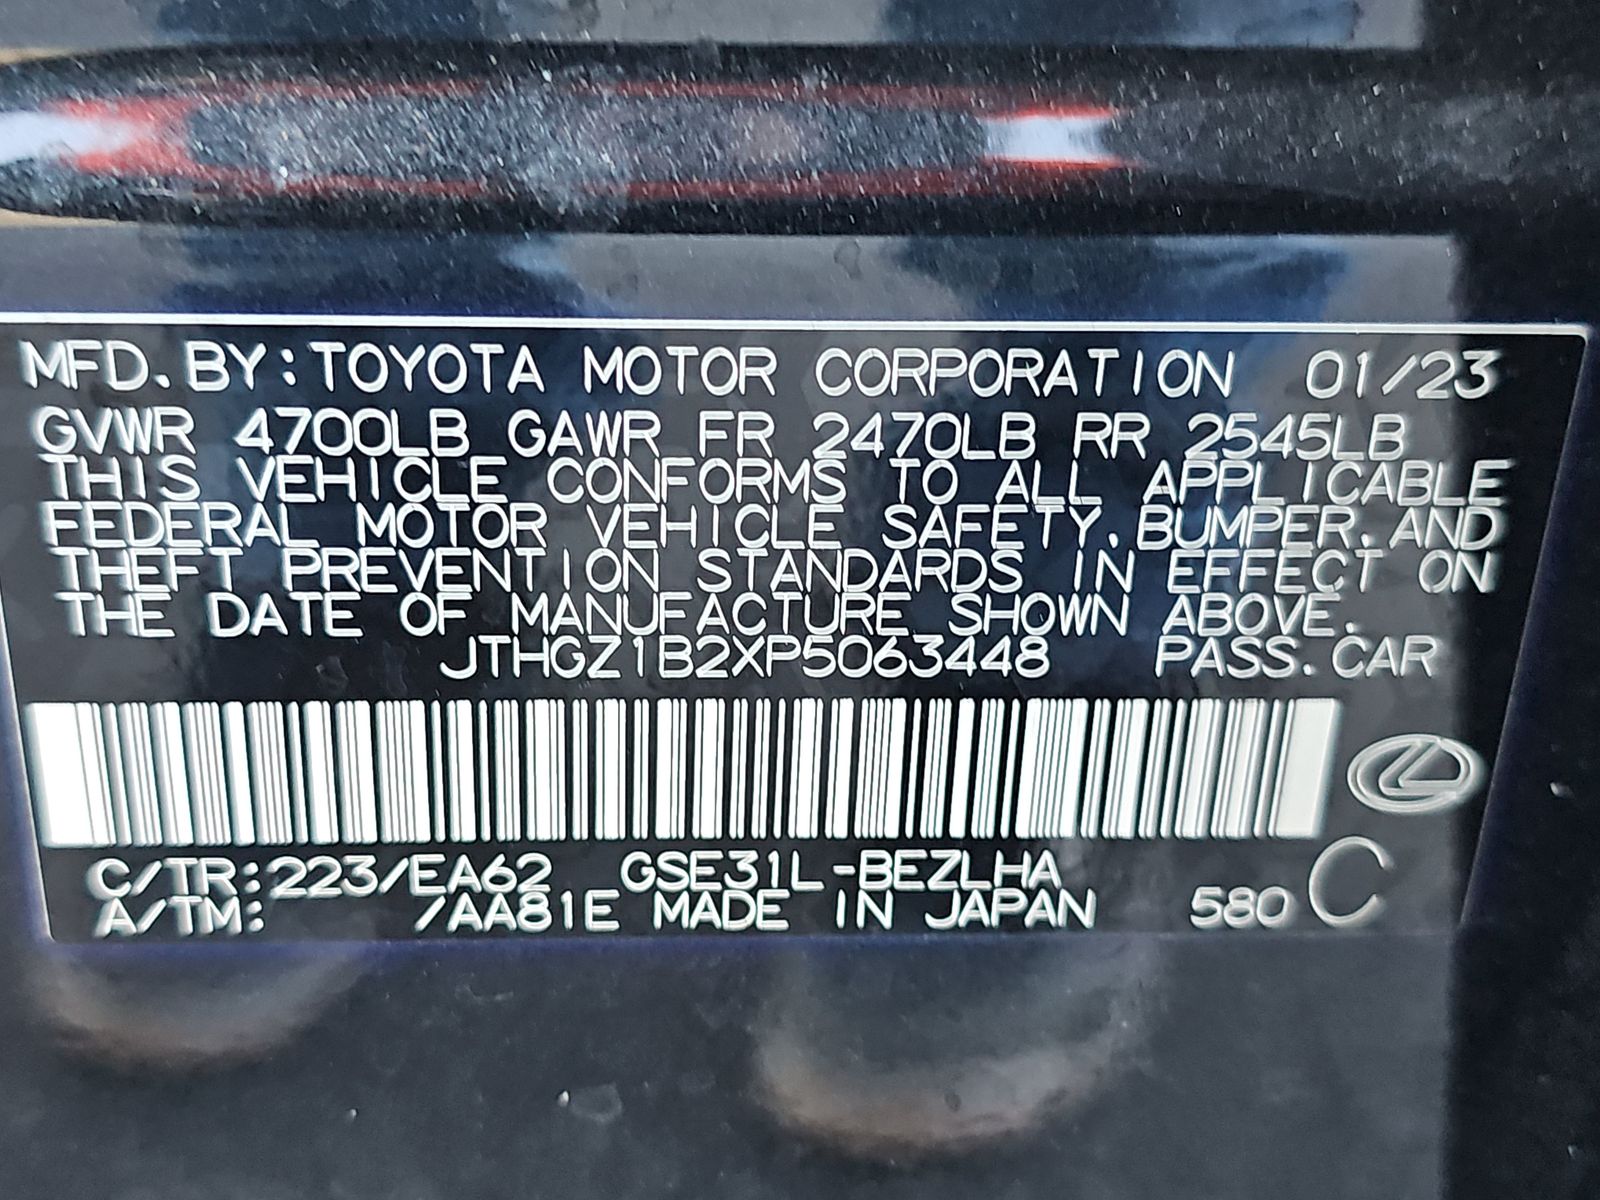 MFD. BY: TOYOTA MOTOR CORPORATION 01/23
GVWR 4700LB GAWR FR 2470LB RR 2545LB
THIS VEHICLE CONFORMS TO ALL APPLICABLE
FEDERAL MOTOR VEHICLE SAFETY, BUMPER, AND
THEFT PREVENTION STANDARDS IN EFFECT ON
THE DATE OF MANUFACTURE SHOWN ABOVE.
JTHGZ1B2XP5063448 PASS. CAR
C/TR:223/EA62 GSE31L-BEZLHA
A/TM: /AA81E MADE IN JAPAN 580 C